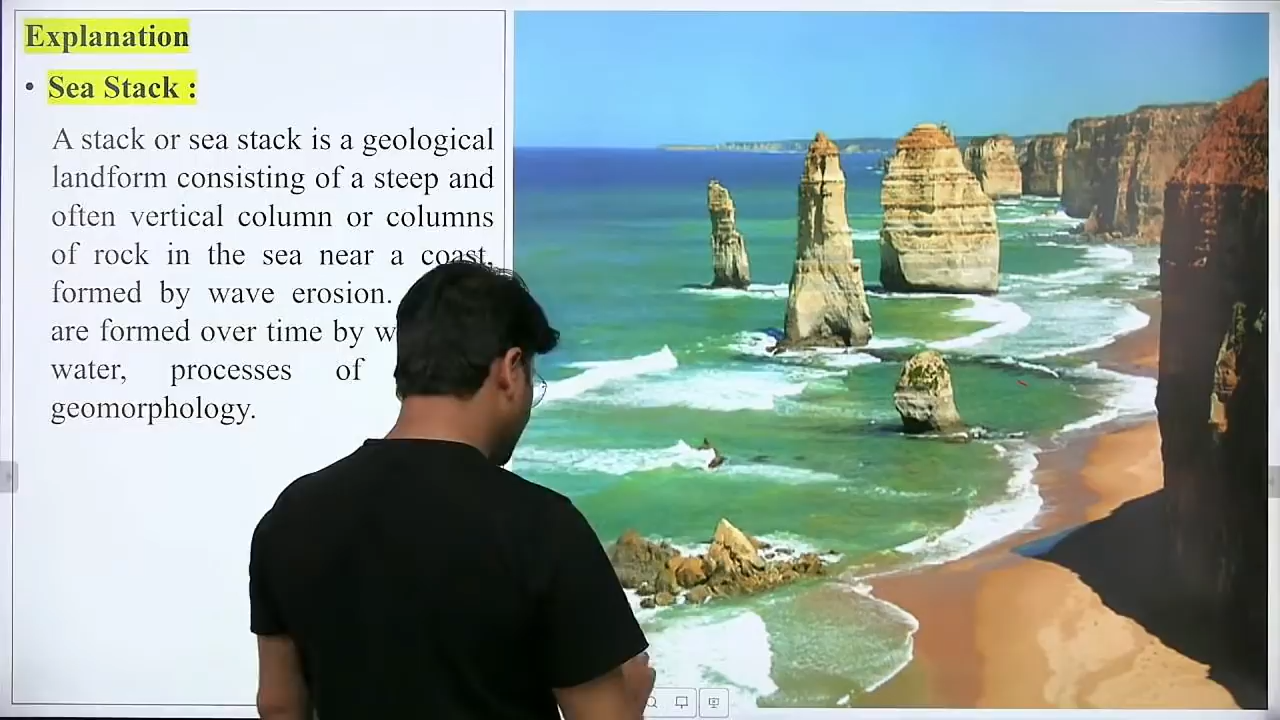 Explanation
• Sea Stack :
A stack or sea stack is a geological
landform consisting of a steep and
often vertical column or columns
of rock in the sea near a coast,
formed by wave erosion.
are formed over time by
water, processes of
geomorphology.